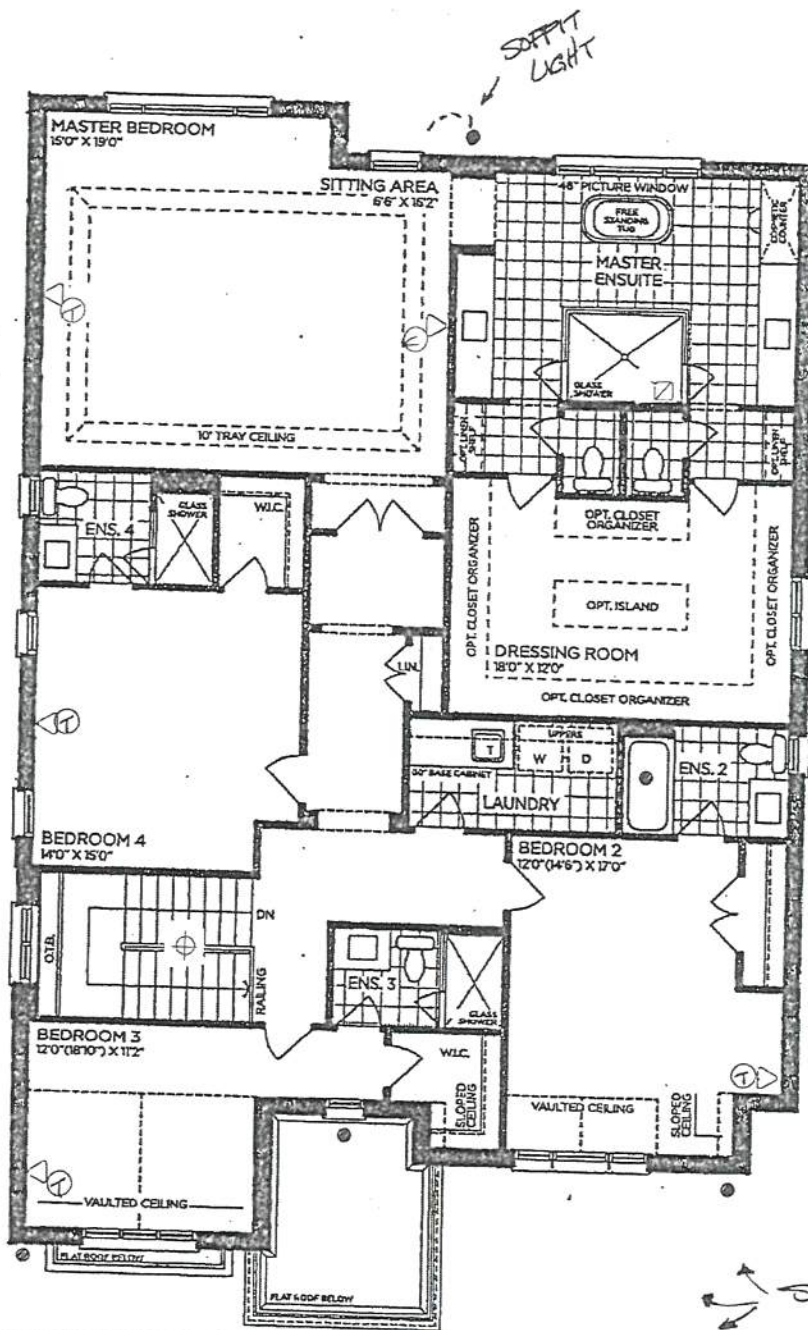 SOFFIT
LIGHT
MASTER BEDROOM
15'0" X 19'0"
SITTING AREA
6'6" X 15'2"
48" PICTURE WINDOW
FREE
STANDING
TUB
COSMETIC
COUNTER
MASTER
ENSUITE
GLASS
SHOWER
10" TRAY CEILING
OPT. LINEN
SHELF
OPT. LINEN
SHELF
ENS. 4
GLASS
SHOWER
W.I.C.
OPT. CLOSET
ORGANIZER
OPT. CLOSET ORGANIZER
OPT. ISLAND
OPT. CLOSET ORGANIZER
DRESSING ROOM
18'0" X 12'0"
OPT. CLOSET ORGANIZER
LIN.
T
T
UPPERS
T
W
D
BASE CABINET
LAUNDRY
ENS. 2
BEDROOM 4
14'0" X 15'0"
BEDROOM 2
12'0"(14'6") X 17'0"
O.T.B.
DN
RAILING
ENS. 3
GLASS
SHOWER
BEDROOM 3
12'0"(18'10") X 11'2"
W.I.C.
SLOPED
CEILING
VAULTED CEILING
SLOPED
CEILING
T
T
VAULTED CEILING
FLAT ROOF BELOW
FLAT ROOF BELOW